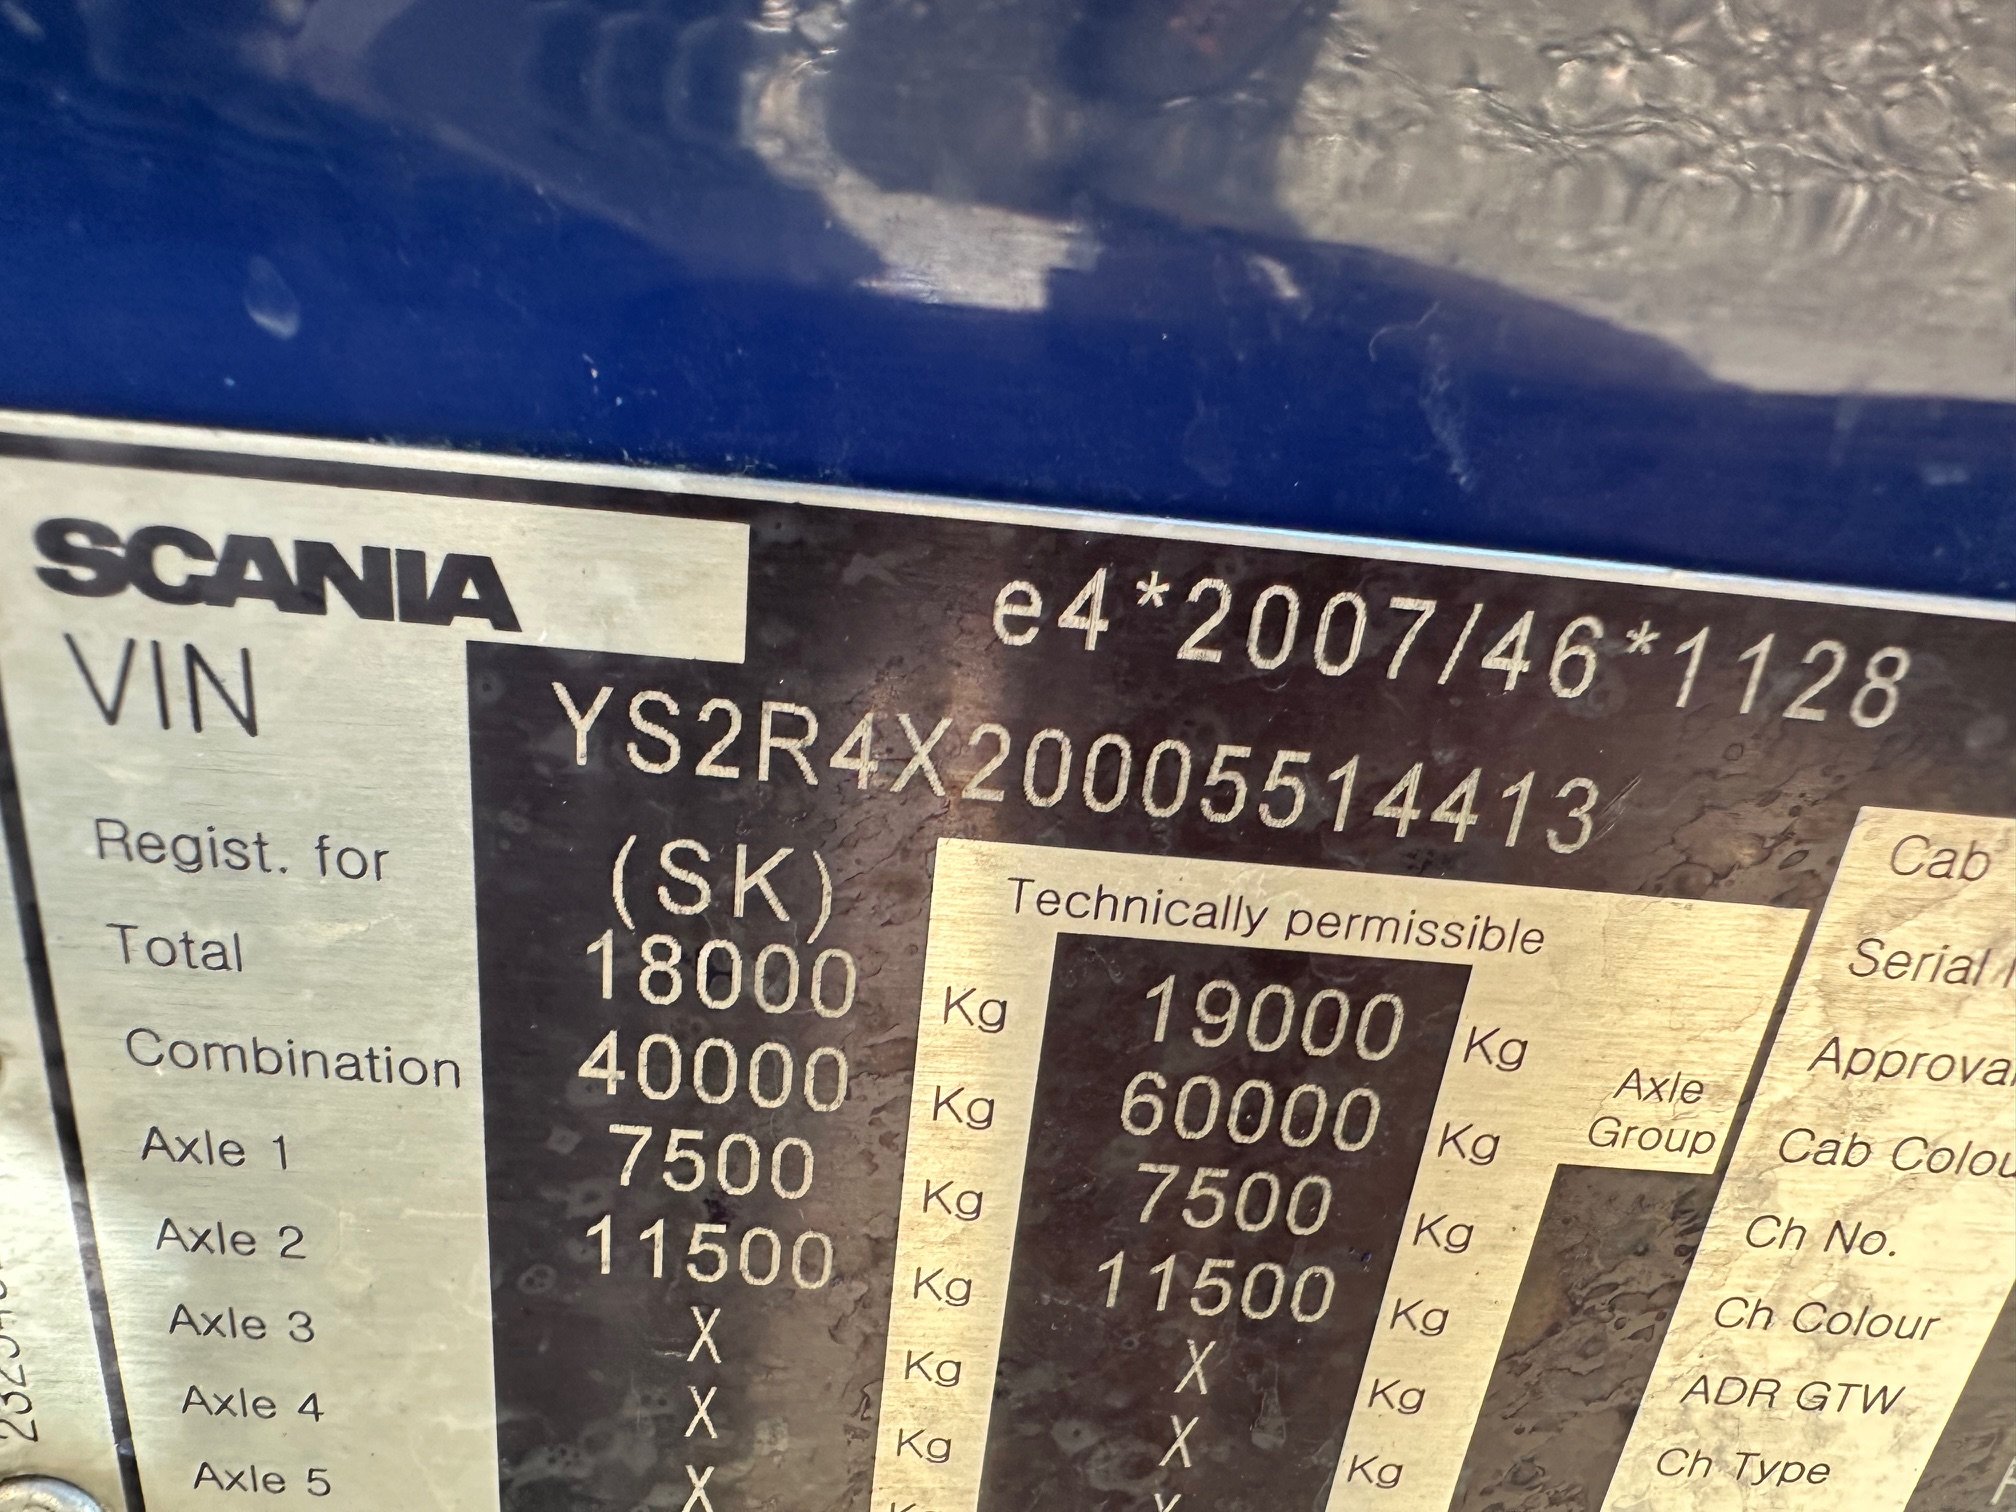 SCANIA
e4*2007/46*1128
VIN YS2R4X20005514413
Regist. for (SK)
Technically permissible
Total 18000 Kg 19000 Kg
Combination 40000 Kg 60000 Kg
Axle Group
Axle 1 7500 Kg 7500 Kg
Axle 2 11500 Kg 11500 Kg
Axle 3 X Kg X Kg
Axle 4 X Kg X Kg
Axle 5 X
Cab
Serial
Cab
Ch No.
Ch Colour
ADR GTW
Ch Type